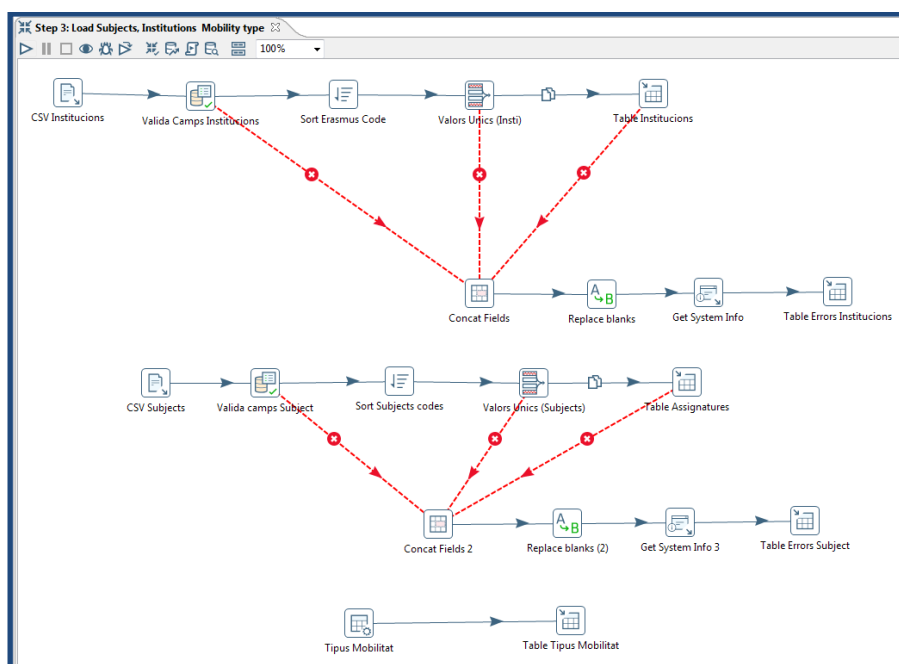 Step 3: Load Subjects, Institutions Mobility type
100%
CSV Institucions
Valida Camps Institucions
Sort Erasmus Code
Valors Unics (Insti)
Table Institucions
Concat Fields
Replace blanks
Get System Info
Table Errors Institucions
CSV Subjects
Valida camps Subject
Sort Subjects codes
Valors Unics (Subjects)
Table Assignatures
Concat Fields 2
Replace blanks (2)
Get System Info 3
Table Errors Subject
Tipus Mobilitat
Table Tipus Mobilitat